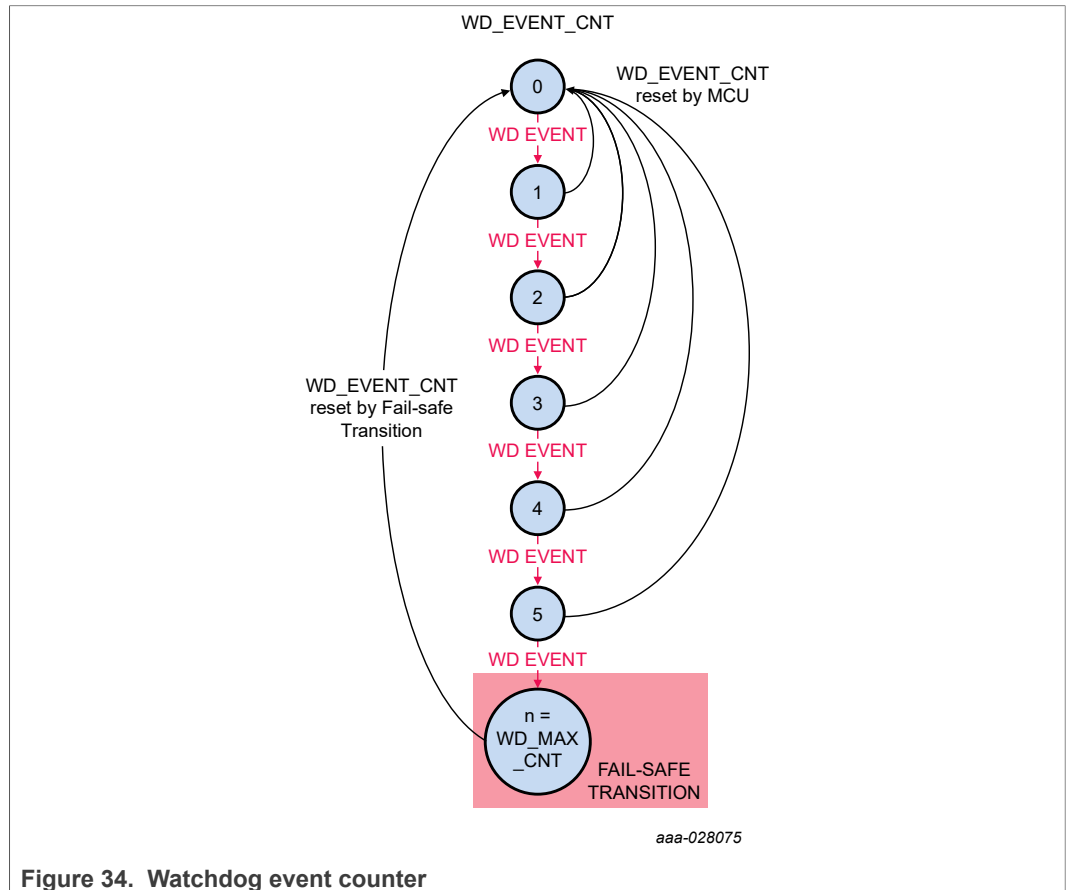 WD_EVENT_CNT
0
WD_EVENT_CNT
reset by MCU
WD EVENT
1
WD EVENT
2
WD EVENT
WD_EVENT_CNT
reset by Fail-safe
Transition
3
WD EVENT
4
WD EVENT
5
WD EVENT
n =
WD_MAX
_CNT
FAIL-SAFE
TRANSITION
aaa-028075
Figure 34. Watchdog event counter